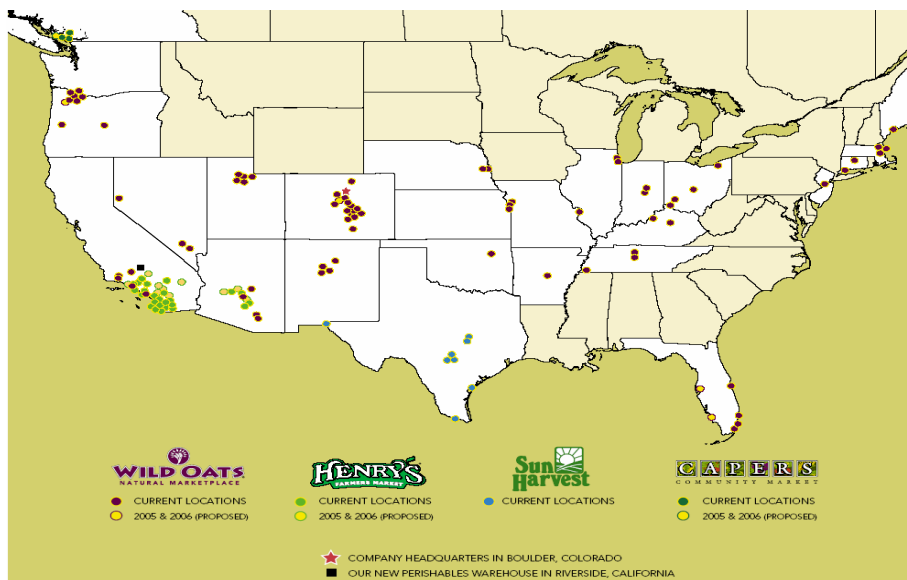 WILD OATS
NATURAL MARKETPLACE
CURRENT LOCATIONS
2005 & 2006 (PROPOSED)
HENRY'S
FARMERS MARKET
CURRENT LOCATIONS
2005 & 2006 (PROPOSED)
Sun
Harvest
CURRENT LOCATIONS
CAPERS
COMMUNITY MARKET
CURRENT LOCATIONS
2005 & 2006 (PROPOSED)
COMPANY HEADQUARTERS IN BOULDER, COLORADO
OUR NEW PERISHABLES WAREHOUSE IN RIVERSIDE, CALIFORNIA